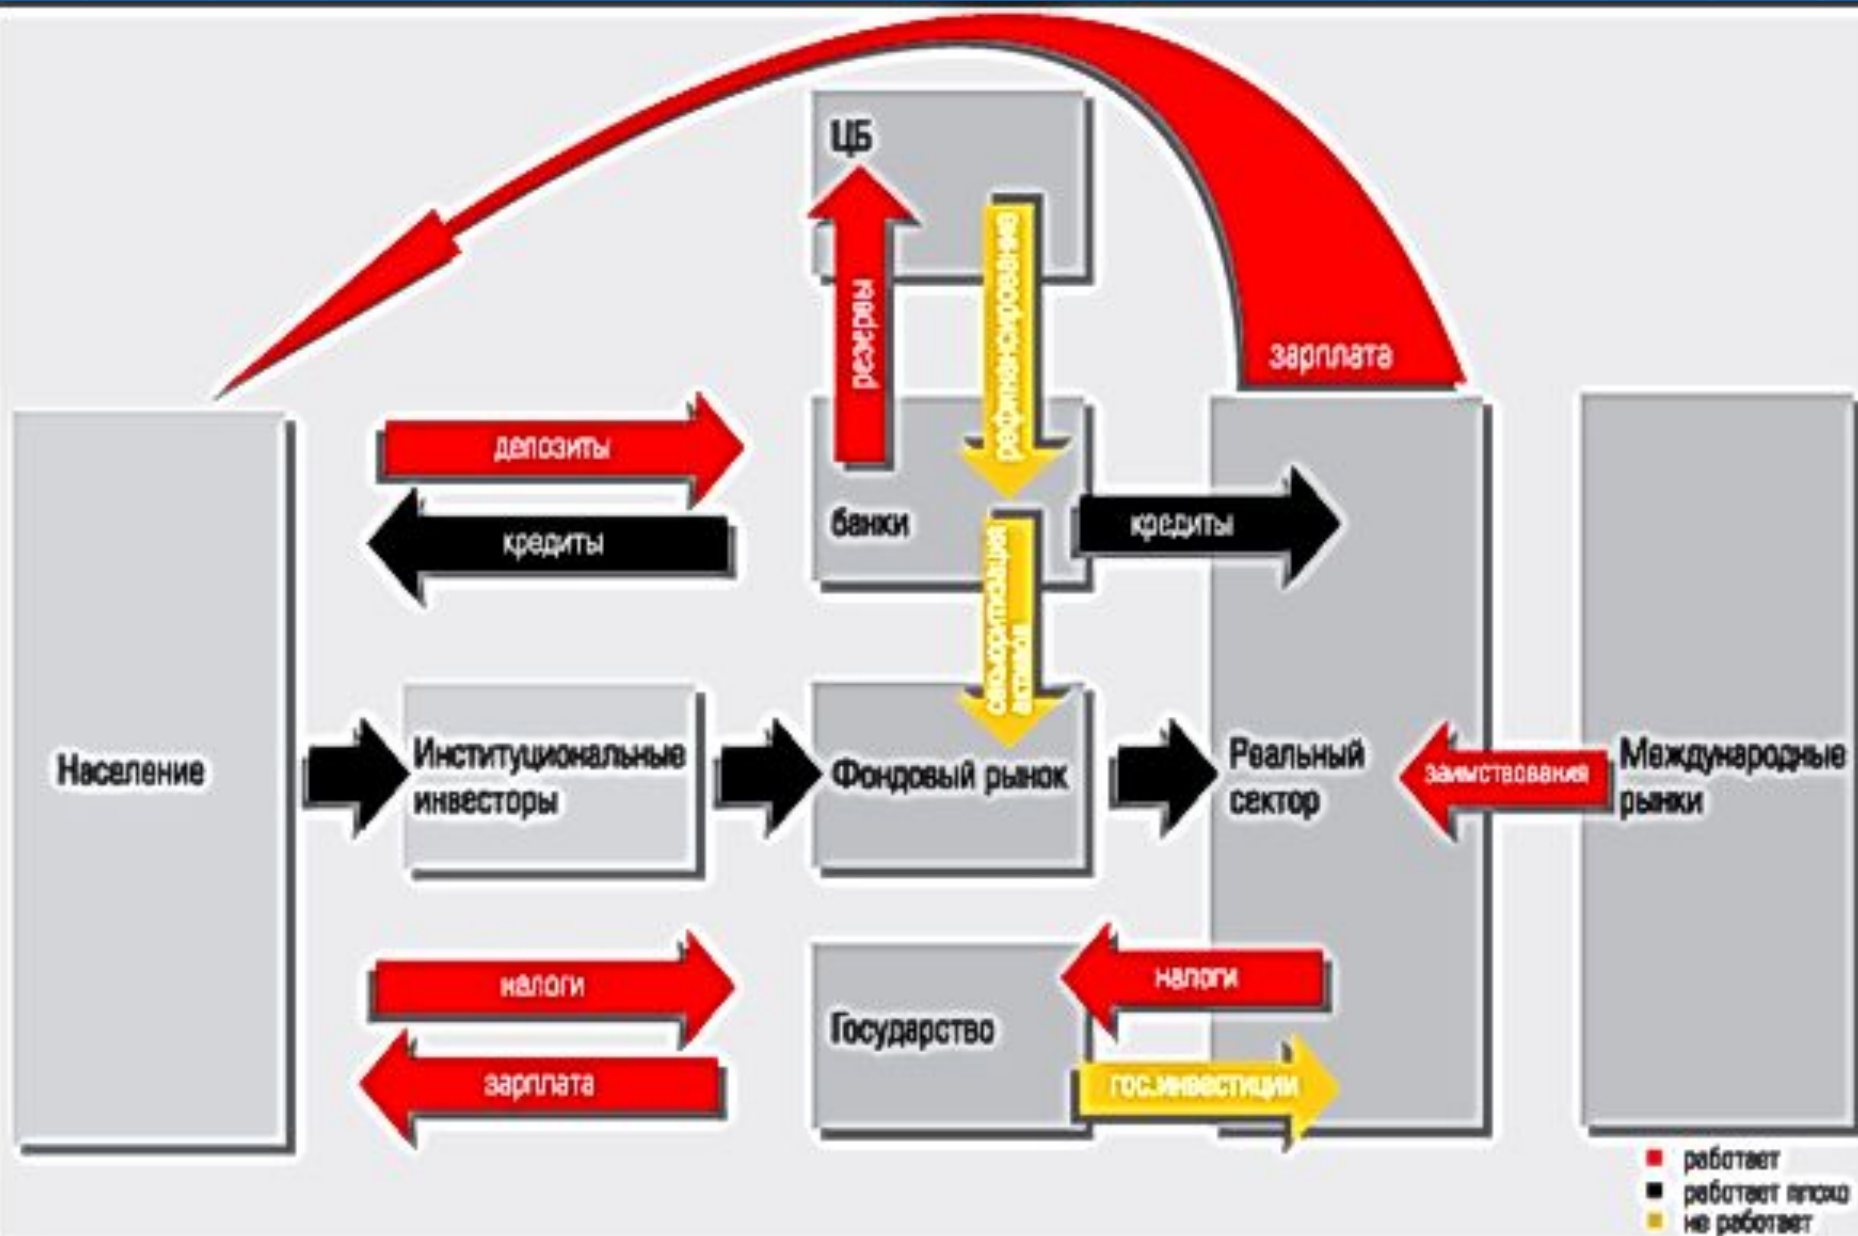 ЦБ
резервы
рефинансирование
зарплата
депозиты
кредиты
банки
кредиты
секьюритизация
активов
Население
Институциональные
инвесторы
Фондовый рынок
Реальный
сектор
заимствования
Международные
рынки
налоги
зарплата
Государство
налоги
гос.инвестиции
работает
работает плохо
не работает